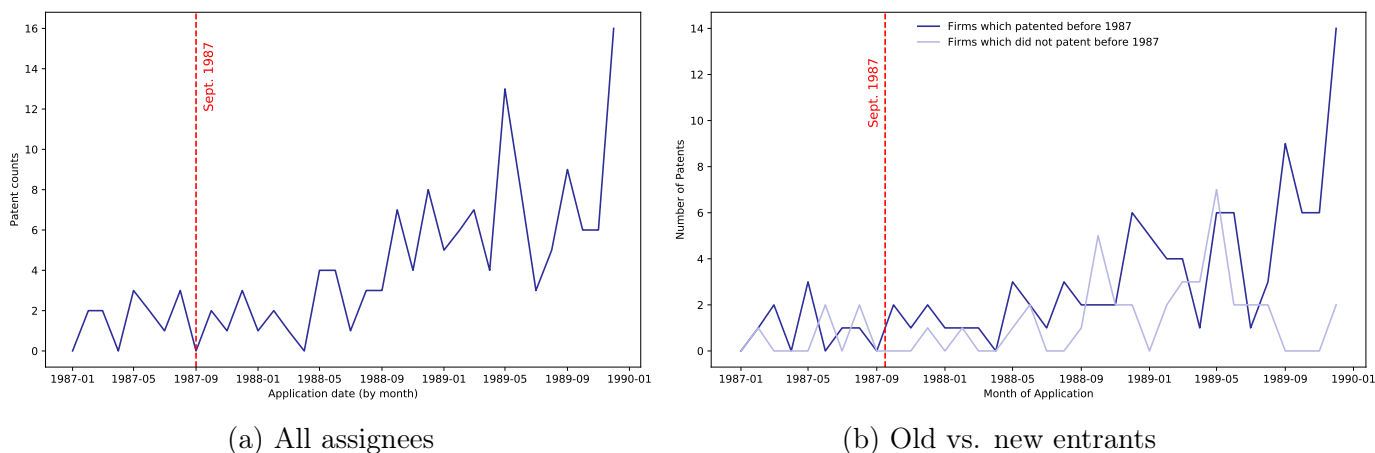 16
14
12
10
8
6
4
2
0
Patent counts
Sept. 1987
1987-01 1987-05 1987-09 1988-01 1988-05 1988-09 1989-01 1989-05 1989-09 1990-01
Application date (by month)
(a) All assignees
14
12
10
8
6
4
2
0
Number of Patents
Firms which patented before 1987
Firms which did not patent before 1987
Sept. 1987
1987-01 1987-05 1987-09 1988-01 1988-05 1988-09 1989-01 1989-05 1989-09 1990-01
Month of Application
(b) Old vs. new entrants